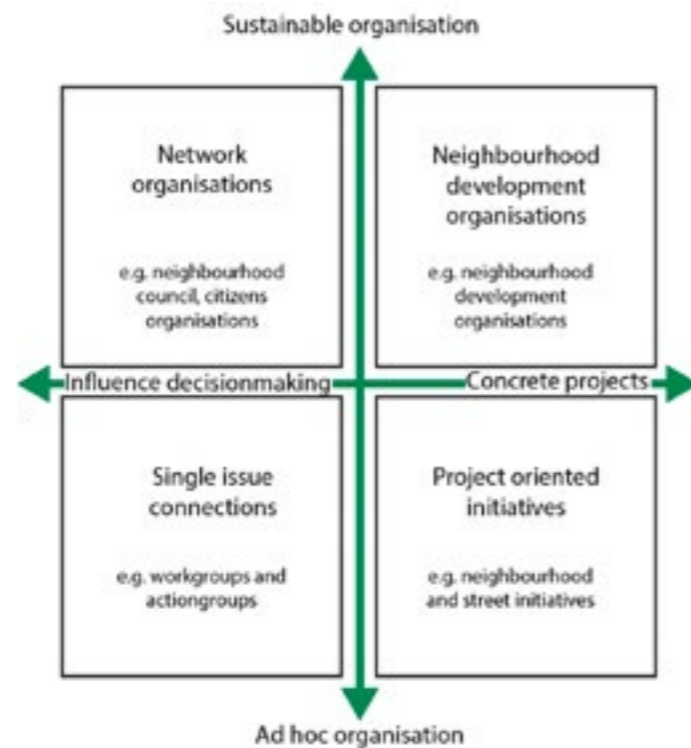 Sustainable organisation
Network
organisations
e.g. neighbourhood
council, citizens
organisations
Neighbourhood
development
organisations
e.g. neighbourhood
development
organisations
Influence decisionmaking
Concrete projects
Single issue
connections
e.g. workgroups and
actiongroups
Project oriented
initiatives
e.g. neighbourhood
and street initiatives
Ad hoc organisation